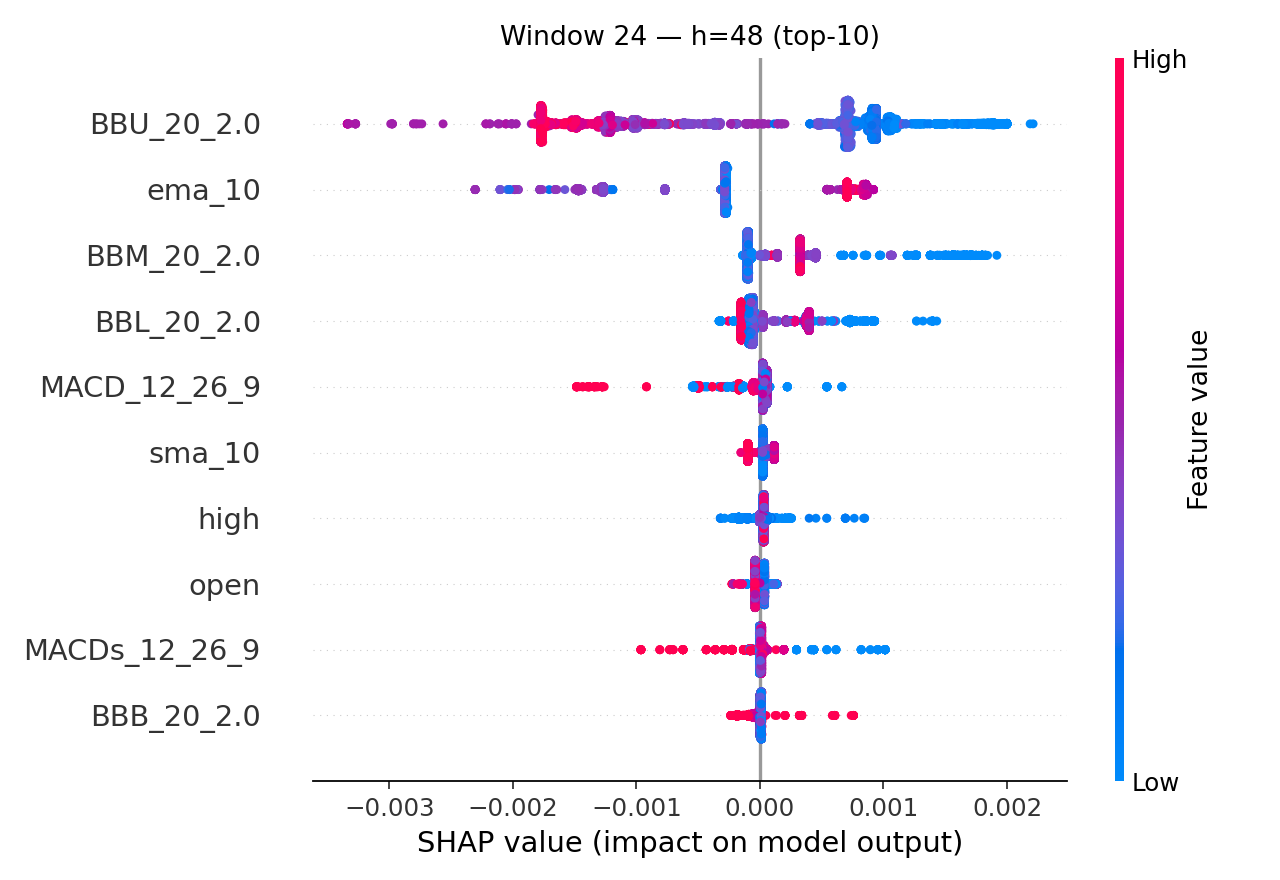 Window 24 — h=48 (top-10)
High
BBU_20_2.0
ema_10
BBM_20_2.0
BBL_20_2.0
MACD_12_26_9
sma_10
high
open
MACDs_12_26_9
BBB_20_2.0
Feature value
Low
−0.003 −0.002 −0.001 0.000 0.001 0.002
SHAP value (impact on model output)